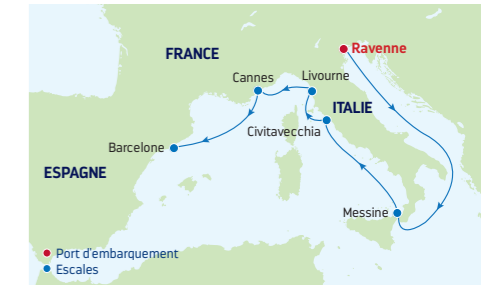 Ravenne
FRANCE
Cannes
Livourne
ITALIE
Civitavecchia
Barcelone
ESPAGNE
Messine
Port d'embarquement
Escales